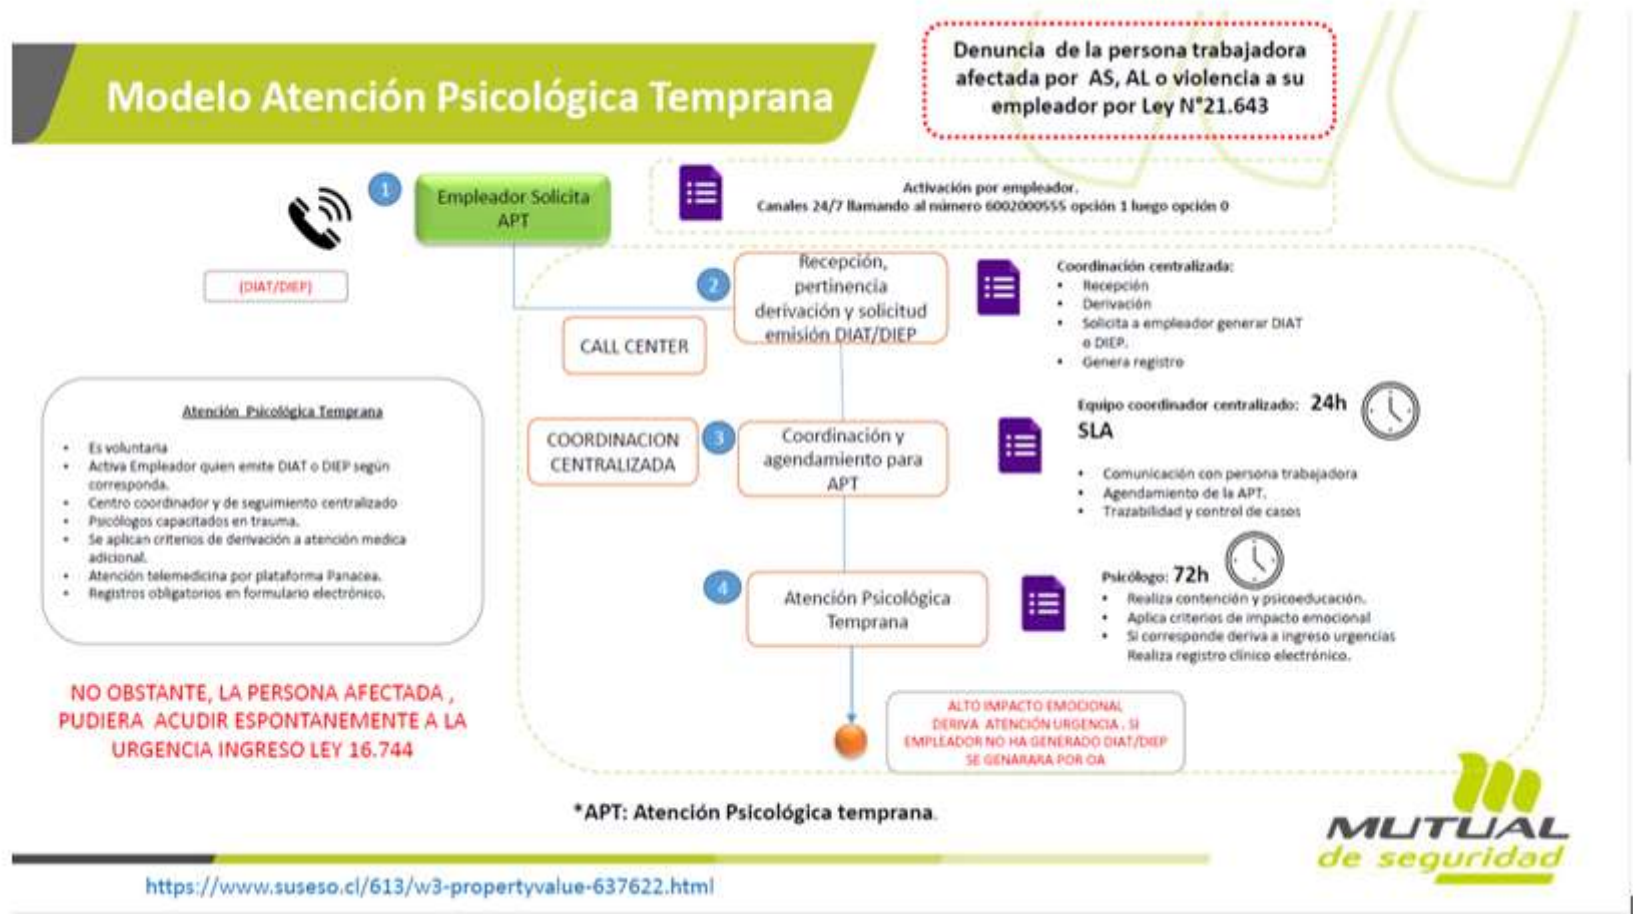 Modelo Atención Psicológica Temprana
Denuncia de la persona trabajadora
afectada por AS, AL o violencia a su
empleador por Ley N°21.643
1
Empleador Solicita
APT
Activación por empleador.
Canales 24/7 llamando al número 6002000555 opción 1 luego opción 0
(DIAT/DIEP)
2
Recepción,
pertinencia
derivación y solicitud
emisión DIAT/DIEP
CALL CENTER
Coordinación centralizada:
• Recepción
• Derivación
• Solicita a empleador generar DIAT
o DIEP.
• Genera registro
Atención Psicológica Temprana
• Es voluntaria
• Activa Empleador quien emite DIAT o DIEP según
corresponda.
• Centro coordinador y de seguimiento centralizado
• Psicólogos capacitados en trauma.
• Se aplican criterios de derivación a atención medica
adicional.
• Atención telemedicina por plataforma Panacea.
• Registros obligatorios en formulario electrónico.
COORDINACION
CENTRALIZADA
3
Coordinación y
agendamiento para
APT
Equipo coordinador centralizado: 24h
SLA
• Comunicación con persona trabajadora
• Agendamiento de la APT.
• Trazabilidad y control de casos
4
Atención Psicológica
Temprana
Psicólogo: 72h
• Realiza contención y psicoeducación.
• Aplica criterios de impacto emocional
• Si corresponde deriva a ingreso urgencias
Realiza registro clínico electrónico.
NO OBSTANTE, LA PERSONA AFECTADA ,
PUDIERA ACUDIR ESPONTANEMENTE A LA
URGENCIA INGRESO LEY 16.744
ALTO IMPACTO EMOCIONAL
DERIVA ATENCIÓN URGENCIA , SI
EMPLEADOR NO HA GENERADO DIAT/DIEP
SE GENARARA POR OA
*APT: Atención Psicológica temprana.
MUTUAL
de seguridad
https://www.suseso.cl/613/w3-propertyvalue-637622.html